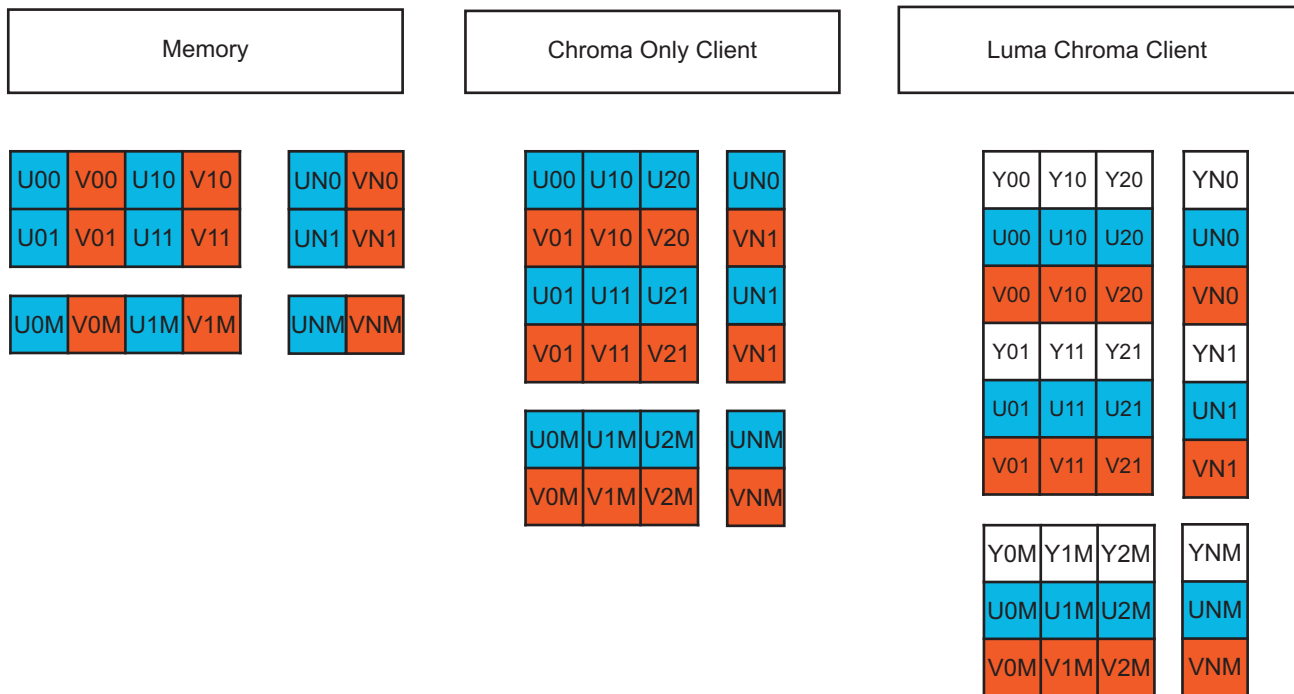 Memory
Chroma Only Client
Luma Chroma Client
U00 V00 U10 V10 UN0 VN0
U01 V01 U11 V11 UN1 VN1
U0M V0M U1M V1M UNM VNM
U00 U10 U20 UN0
V01 V10 V20 VN1
U01 U11 U21 UN1
V01 V11 V21 VN1
U0M U1M U2M UNM
V0M V1M V2M VNM
Y00 Y10 Y20 YN0
U00 U10 U20 UN0
V00 V10 V20 VN0
Y01 Y11 Y21 YN1
U01 U11 U21 UN1
V01 V11 V21 VN1
Y0M Y1M Y2M YNM
U0M U1M U2M UNM
V0M V1M V2M VNM